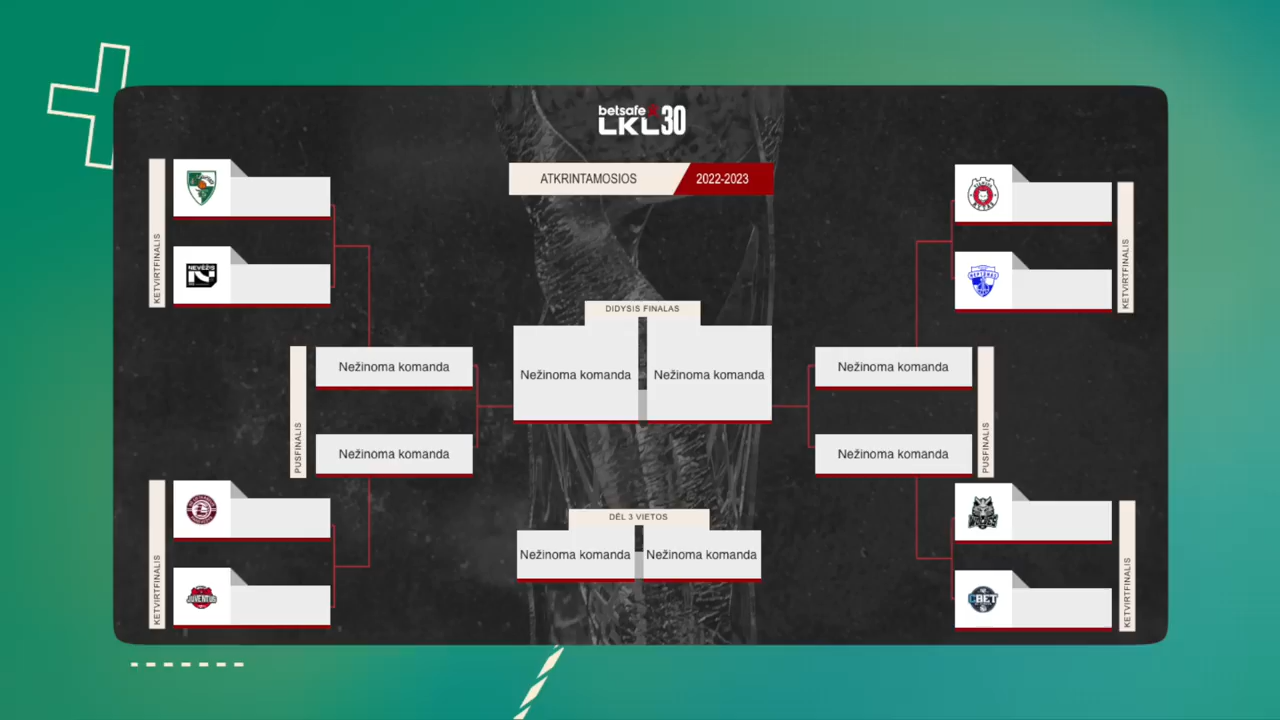 betsafe
LKL30
ATKRINTAMOSIOS
2022-2023
KETVIRTFINALIS
NEVĖŽIS
KETVIRTFINALIS
NEPTŪNAS
DIDYSIS FINALAS
Nežinoma komanda
Nežinoma komanda
Nežinoma komanda
Nežinoma komanda
PUSFINALIS
Nežinoma komanda
Nežinoma komanda
PUSFINALIS
KETVIRTFINALIS
JUVENTUS
DĖL 3 VIETOS
Nežinoma komanda
Nežinoma komanda
KETVIRTFINALIS
CBET